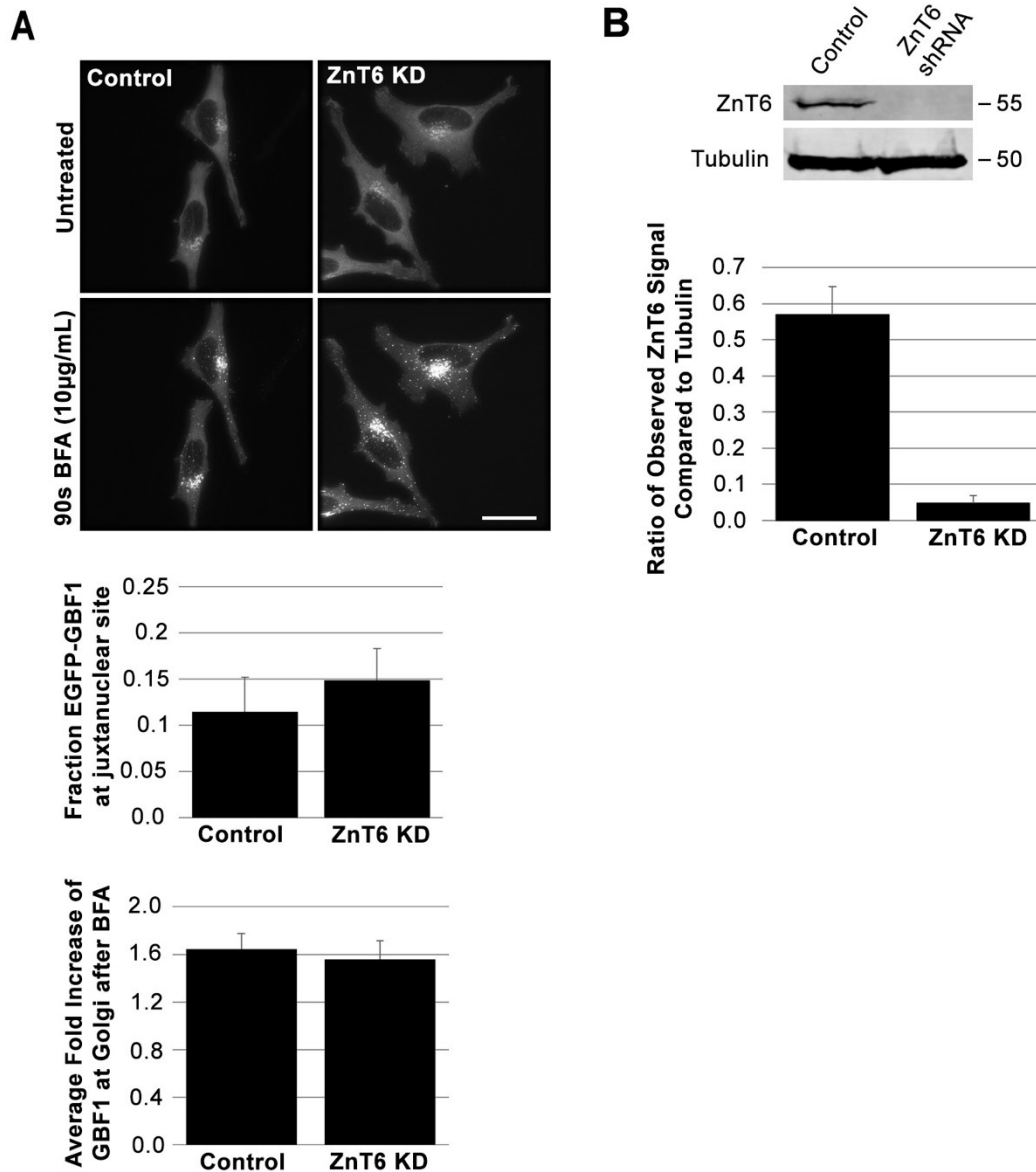 A
Control
ZnT6 KD
Untreated
90s BFA (10µg/mL)
Fraction EGFP-GBF1
at juxtanuclear site
0.25
0.2
0.15
0.1
0.05
0.0
Control
ZnT6 KD
Average Fold Increase of
GBF1 at Golgi after BFA
2.0
1.6
1.2
0.8
0.4
0.0
Control
ZnT6 KD
B
Control
ZnT6
shRNA
ZnT6
– 55
Tubulin
– 50
Ratio of Observed ZnT6 Signal
Compared to Tubulin
0.7
0.6
0.5
0.4
0.3
0.2
0.1
0.0
Control
ZnT6 KD